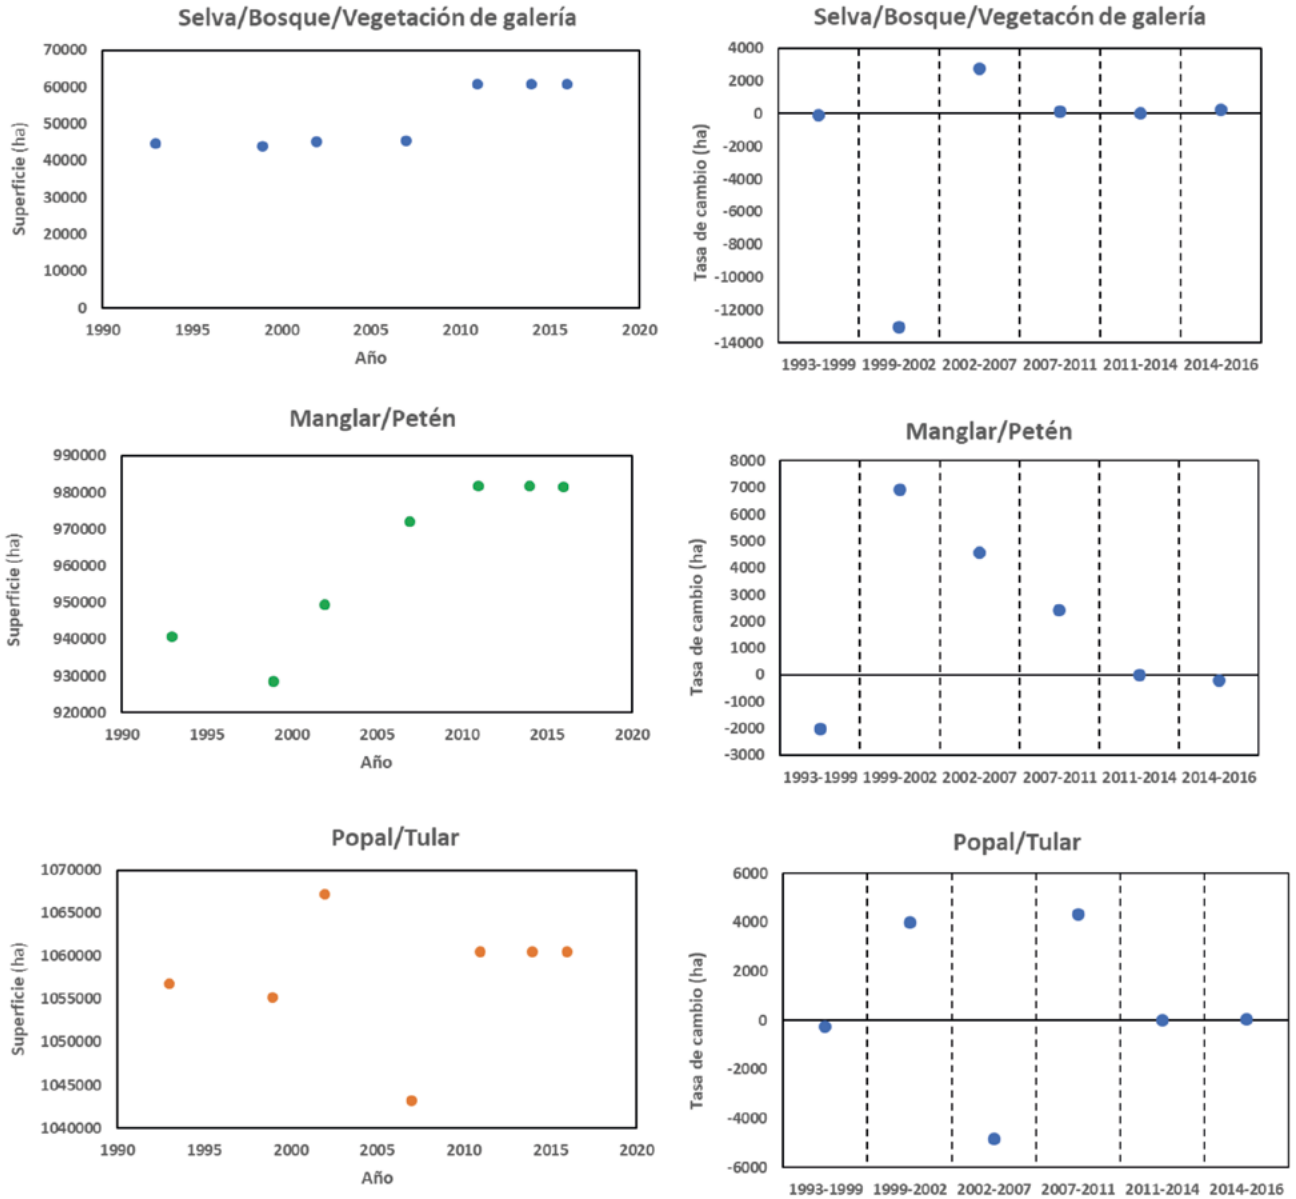 Selva/Bosque/Vegetación de galería
70000
60000
50000
40000
30000
20000
10000
0
Superficie (ha)
1990 1995 2000 2005 2010 2015 2020
Año
Selva/Bosque/Vegetacón de galería
4000
2000
0
-2000
-4000
-6000
-8000
-10000
-12000
-14000
Tasa de cambio (ha)
1993-1999 1999-2002 2002-2007 2007-2011 2011-2014 2014-2016
Manglar/Petén
990000
980000
970000
960000
950000
940000
930000
920000
Superficie (ha)
1990 1995 2000 2005 2010 2015 2020
Año
Manglar/Petén
8000
7000
6000
5000
4000
3000
2000
1000
0
-1000
-2000
-3000
Tasa de cambio (ha)
1993-1999 1999-2002 2002-2007 2007-2011 2011-2014 2014-2016
Popal/Tular
1070000
1065000
1060000
1055000
1050000
1045000
1040000
Superficie (ha)
1990 1995 2000 2005 2010 2015 2020
Año
Popal/Tular
6000
4000
2000
0
-2000
-4000
-6000
Tasa de cambio (ha)
1993-1999 1999-2002 2002-2007 2007-2011 2011-2014 2014-2016